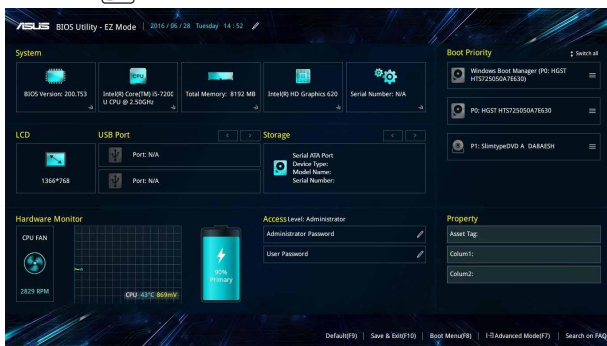 ASUS BIOS Utility - EZ Mode 2016 / 06 / 28 Tuesday 14 : 52
System
BIOS Version: 200.T53
Intel(R) Core(TM) i5-720C
U CPU @ 2.50GHz
Total Memory: 8192 MB
Intel(R) HD Graphics 620
Serial Number: N/A
Boot Priority
Switch all
Windows Boot Manager (P0: HGST
HTS725050A7E630)
P0: HGST HTS725050A7E630
P1: SlimtypeDVD A DA8AESH
LCD
1366*768
USB Port
< >
Port: N/A
Port: N/A
Storage
< >
Serial ATA Port
Device Type:
Model Name:
Serial Number:
Hardware Monitor
CPU FAN
2829 RPM
CPU 43°C 869mV
90%
Primary
Access Level: Administrator
Administrator Password
User Password
Property
Asset Tag:
Colum1:
Colum2:
Default(F9) | Save & Exit(F10) | Boot Menu(F8) | Advanced Mode(F7) | Search on FAQ